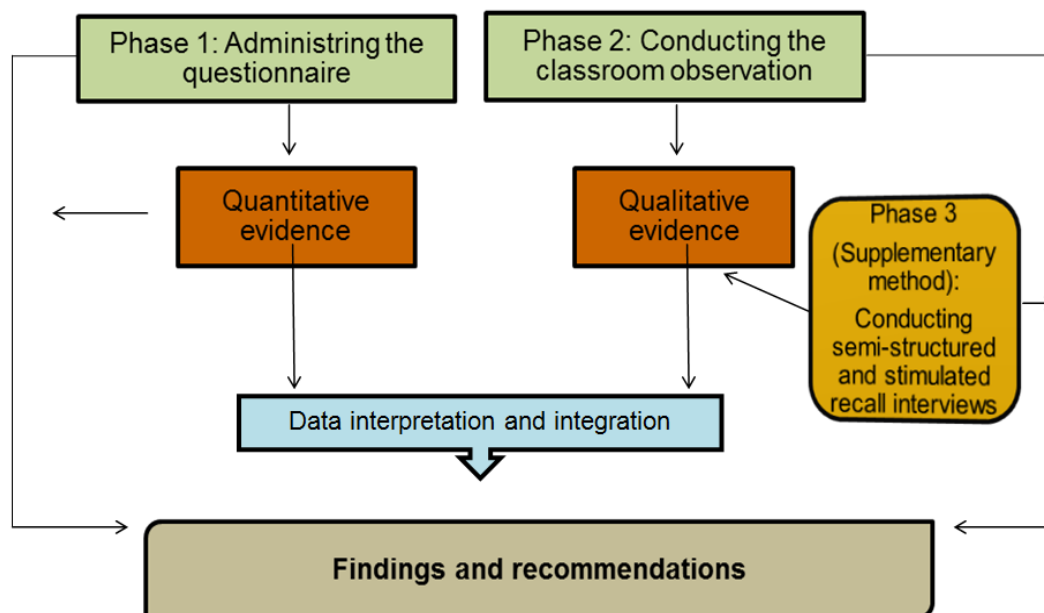 Phase 1: Administring the
questionnaire
Phase 2: Conducting the
classroom observation
Quantitative
evidence
Qualitative
evidence
Phase 3
(Supplementary
method):
Conducting
semi-structured
and stimulated
recall interviews
Data interpretation and integration
Findings and recommendations